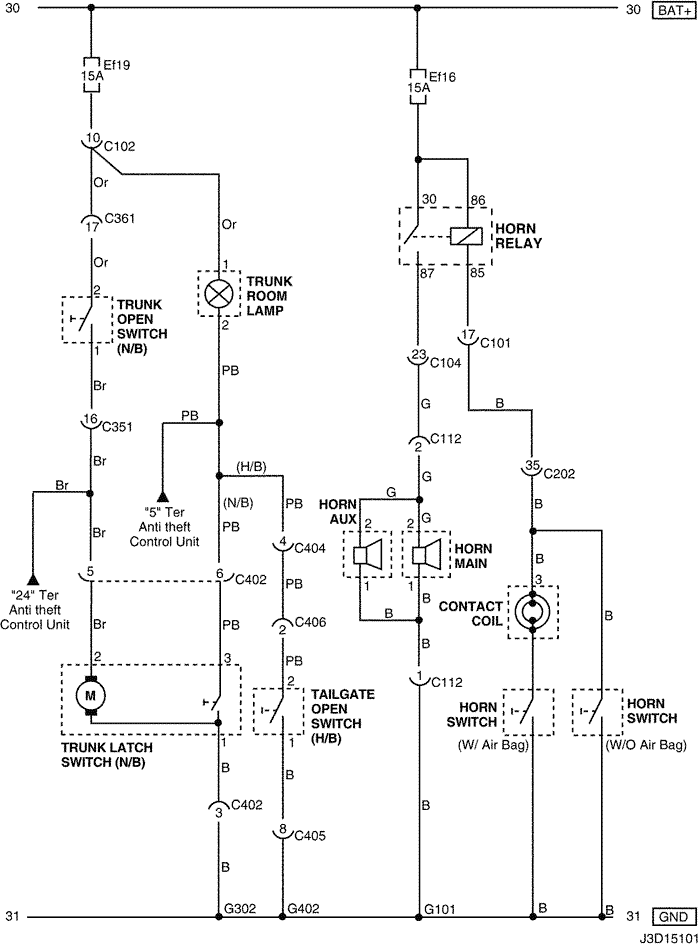 30
30 BAT+
Ef19
15A
Ef16
15A
10
C102
Or
C361
17
Or
Or
30
86
HORN
RELAY
87
85
1
TRUNK
ROOM
LAMP
2
2
TRUNK
OPEN
SWITCH
(N/B)
1
PB
Br
17
C101
23
C104
16
C351
PB
G
B
C112
2
Br
(H/B)
35
C202
Br
G
G
B
"5" Ter
Anti theft
Control Unit
(N/B)
PB
PB
HORN
AUX
2
2
G
HORN
MAIN
Br
4
C404
1
1
B
3
5
6
C402
"24" Ter
Anti theft
Control Unit
PB
B
CONTACT
COIL
B
Br
PB
C406
2
B
B
2
3
PB
1
C112
M
2
TAILGATE
OPEN
SWITCH
(H/B)
1
HORN
SWITCH
(W/ Air Bag)
HORN
SWITCH
(W/O Air Bag)
TRUNK LATCH
SWITCH (N/B)
1
B
B
C402
3
B
8
C405
B
31
G302
G402
G101
B
B
31 GND
J3D15101